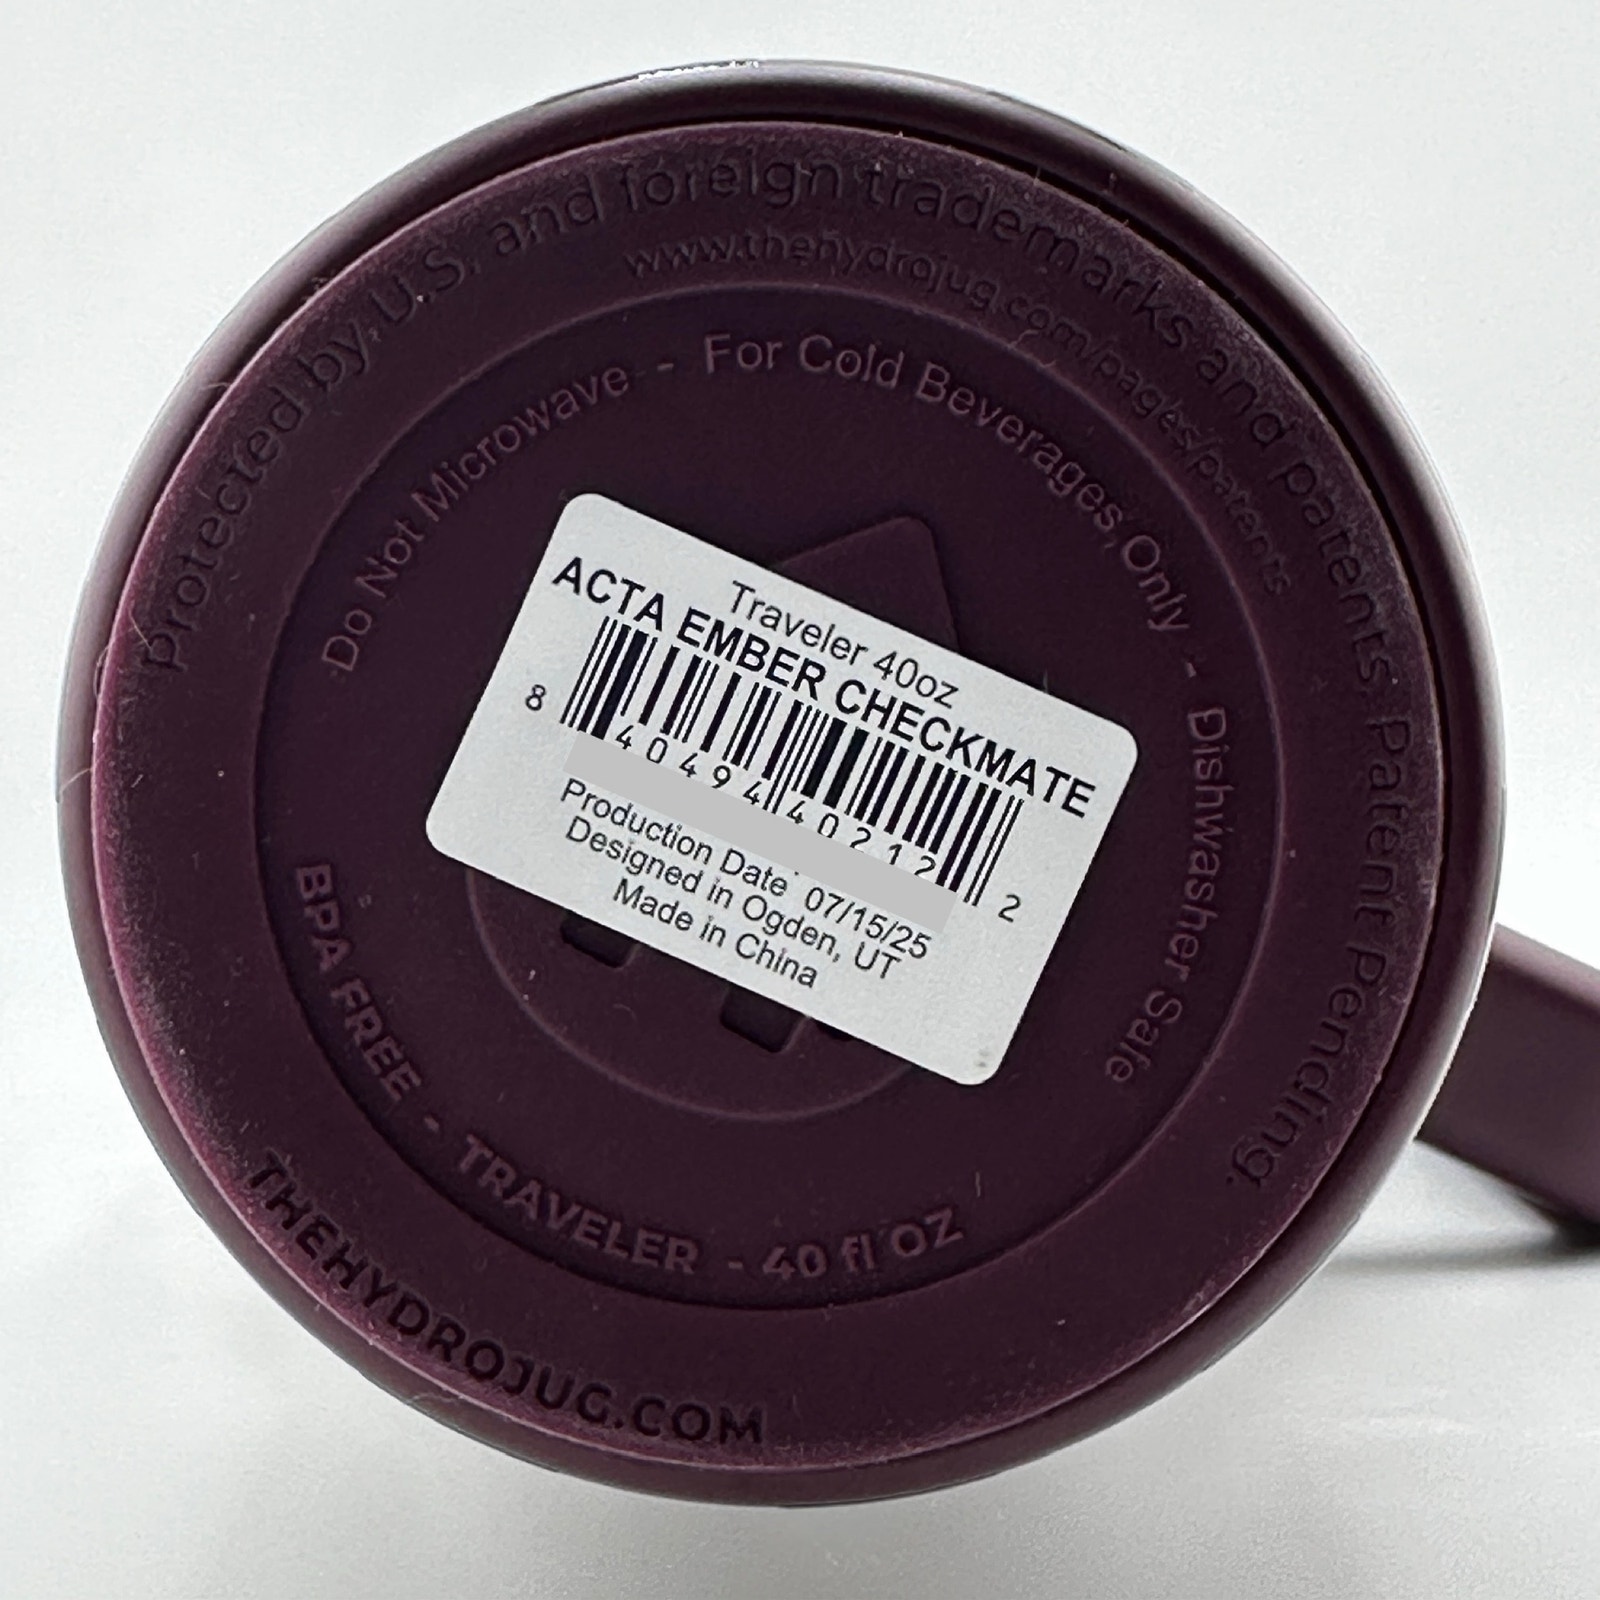 Protected by U.S. and foreign trademarks and patents. Patent Pending.
www.thehydrojug.com/pages/patents
Do Not Microwave - For Cold Beverages Only - Dishwasher Safe
Traveler 40oz
ACTA EMBER CHECKMATE
8 40494 40212 2
Production Date 07/15/25
Designed in Ogden, UT
Made in China
BPA FREE - TRAVELER - 40 fl OZ
THEHYDROJUG.COM